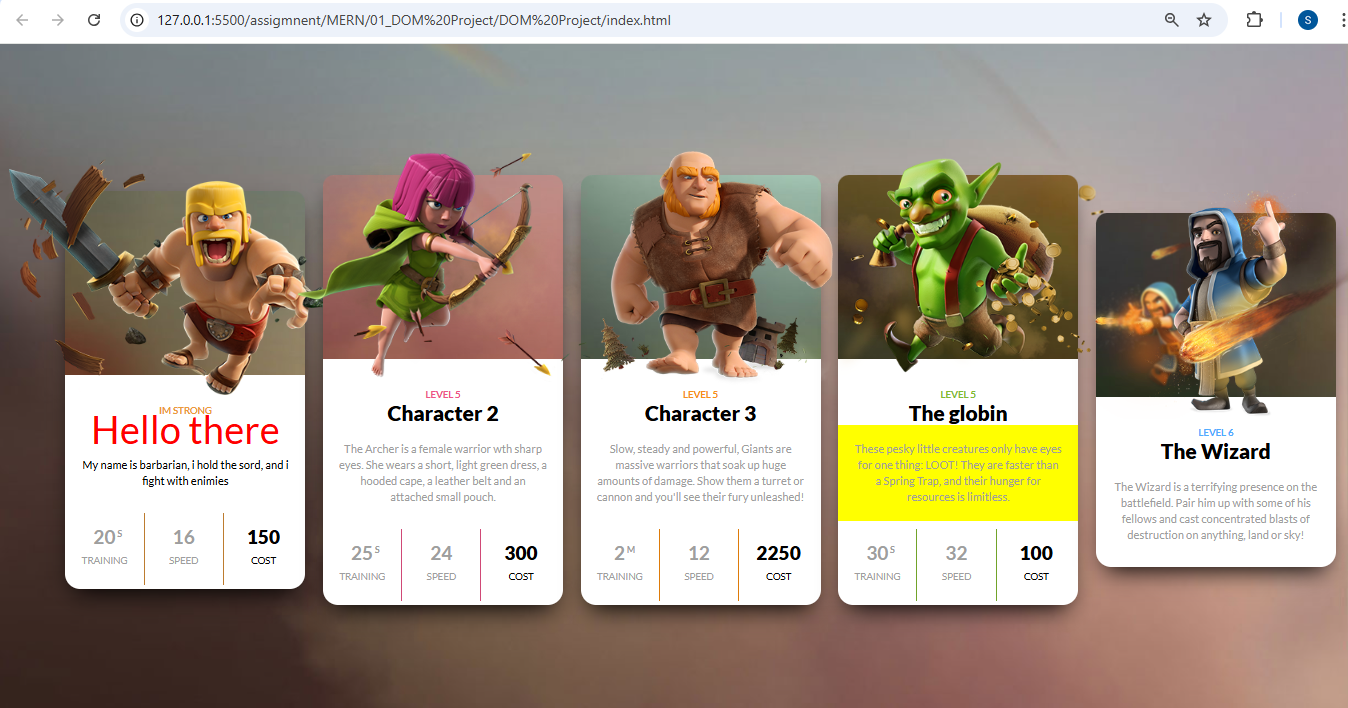 127.0.0.1:5500/assigmnent/MERN/01_DOM%20Project/DOM%20Project/index.html
S
IM STRONG
Hello there
My name is barbarian, i hold the sord, and i
fight with enimies
20S
16
150
TRAINING
SPEED
COST
LEVEL 5
Character 2
The Archer is a female warrior wth sharp
eyes. She wears a short, light green dress, a
hooded cape, a leather belt and an
attached small pouch.
25S
24
300
TRAINING
SPEED
COST
LEVEL 5
Character 3
Slow, steady and powerful, Giants are
massive warriors that soak up huge
amounts of damage. Show them a turret or
cannon and you'll see their fury unleashed!
2M
12
2250
TRAINING
SPEED
COST
LEVEL 5
The globin
These pesky little creatures only have eyes
for one thing: LOOT! They are faster than
a Spring Trap, and their hunger for
resources is limitless.
30S
32
100
TRAINING
SPEED
COST
LEVEL 6
The Wizard
The Wizard is a terrifying presence on the
battlefield. Pair him up with some of his
fellows and cast concentrated blasts of
destruction on anything, land or sky!